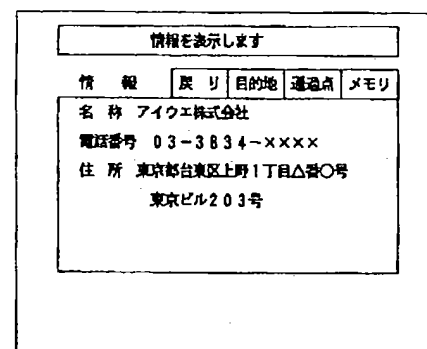 情報を表示します
情 報 戻 り 目的地 通過点 メモリ
名 称 アイウエ株式会社
電話番号 03-3834-××××
住 所 東京都台東区上野1丁目△番○号
東京ビル203号